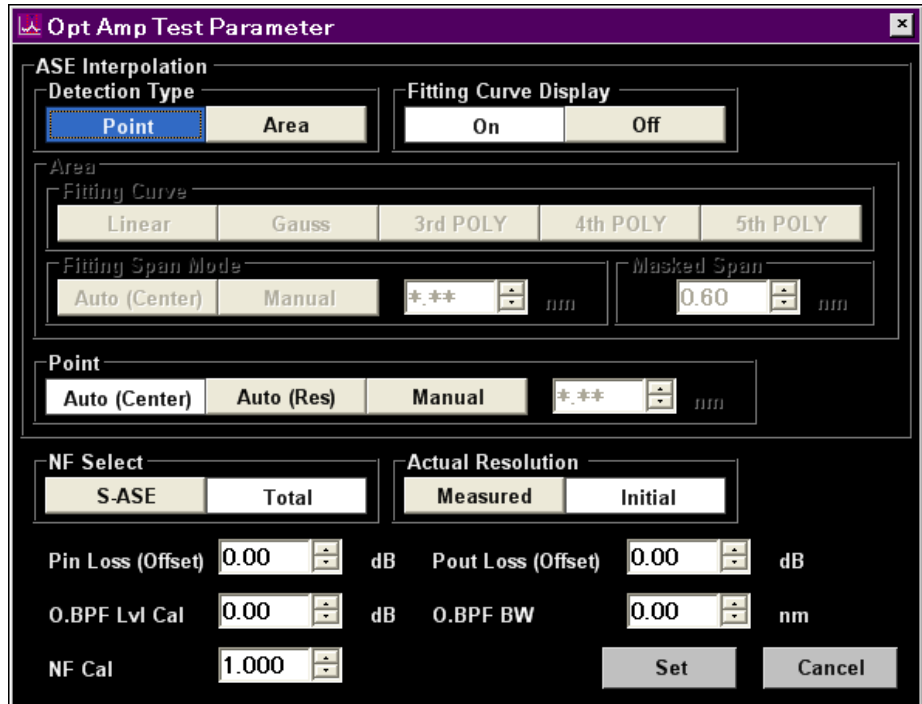 Opt Amp Test Parameter
ASE Interpolation
Detection Type
Fitting Curve Display
Point Area
On Off
Area
Fitting Curve
Linear Gauss 3rd POLY 4th POLY 5th POLY
Fitting Span Mode
Masked Span
Auto (Center) Manual *.** nm
0.60 nm
Point
Auto (Center) Auto (Res) Manual *.** nm
NF Select
Actual Resolution
S-ASE Total
Measured Initial
Pin Loss (Offset) 0.00 dB Pout Loss (Offset) 0.00 dB
O.BPF Lvl Cal 0.00 dB O.BPF BW 0.00 nm
NF Cal 1.000 Set Cancel